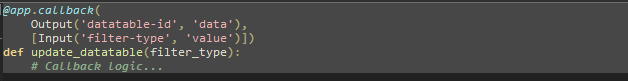 @app.callback(
    Output('datatable-id', 'data'),
    [Input('filter-type', 'value')])
def update_datatable(filter_type):
    # Callback logic...